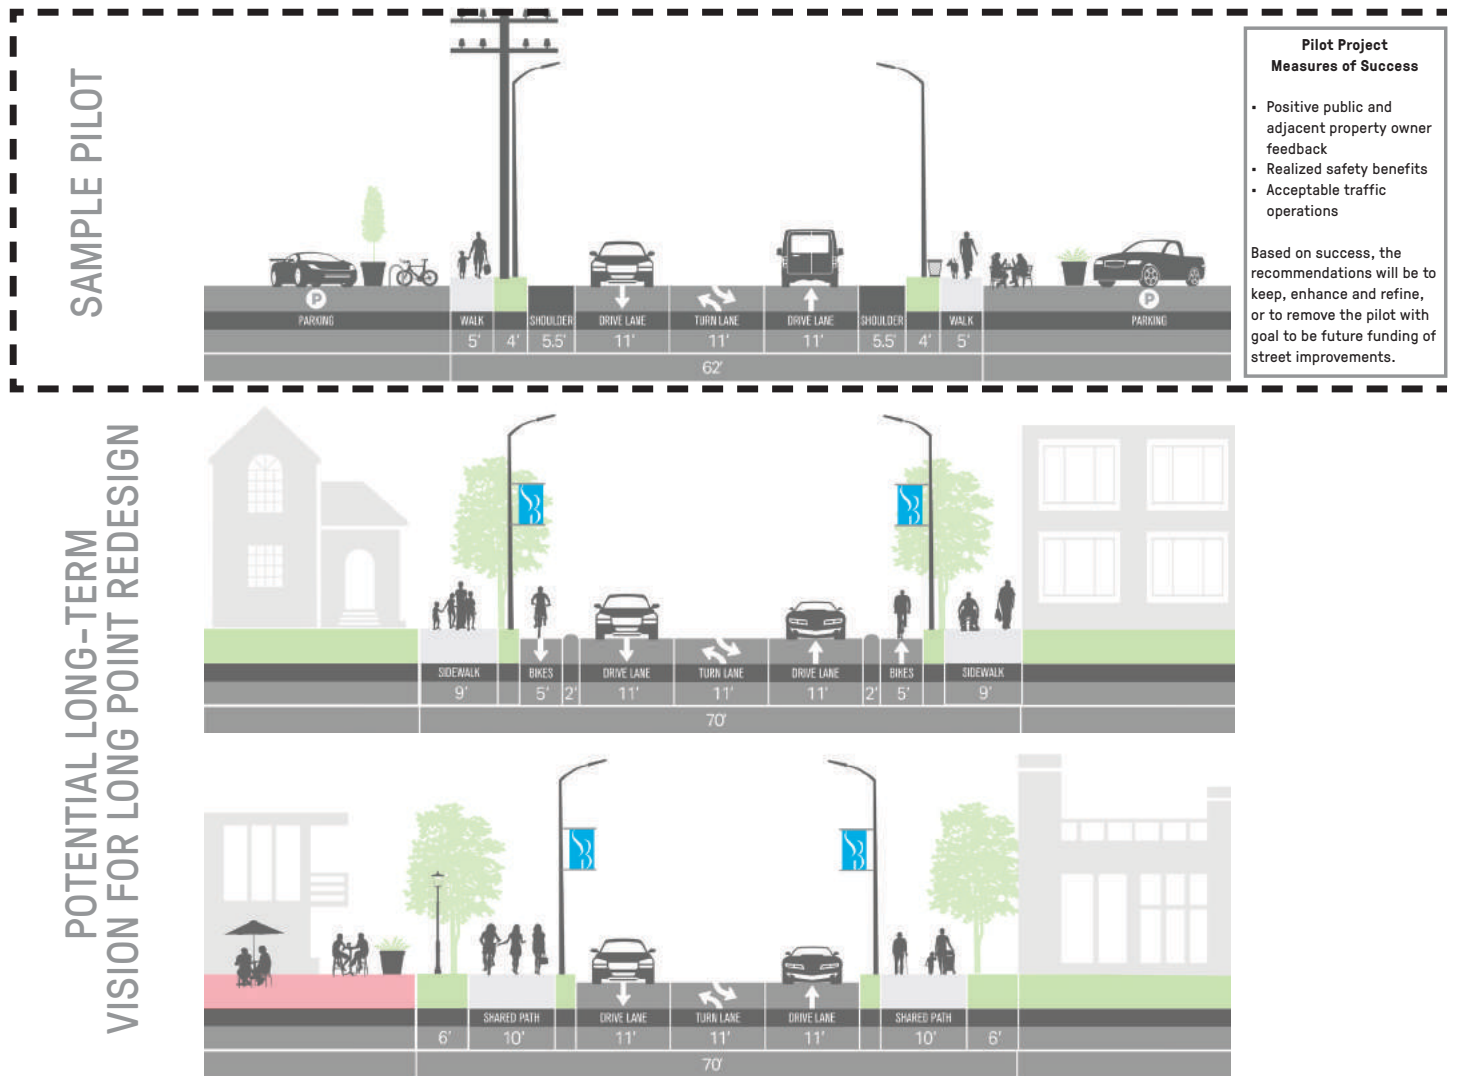 SAMPLE PILOT
PARKING
WALK
SHOULDER
DRIVE LANE
TURN LANE
DRIVE LANE
SHOULDER
WALK
PARKING
P
P
5' 4' 5.5' 11' 11' 11' 5.5' 4' 5'
62'
Pilot Project
Measures of Success
• Positive public and
adjacent property owner
feedback
• Realized safety benefits
• Acceptable traffic
operations
Based on success, the
recommendations will be to
keep, enhance and refine,
or to remove the pilot with
goal to be future funding of
street improvements.
POTENTIAL LONG-TERM
VISION FOR LONG POINT REDESIGN
SIDEWALK
BIKES
DRIVE LANE
TURN LANE
DRIVE LANE
BIKES
SIDEWALK
9' 5' 2' 11' 11' 11' 2' 5' 9'
70'
SHARED PATH
DRIVE LANE
TURN LANE
DRIVE LANE
SHARED PATH
6' 10' 11' 11' 11' 10' 6'
70'